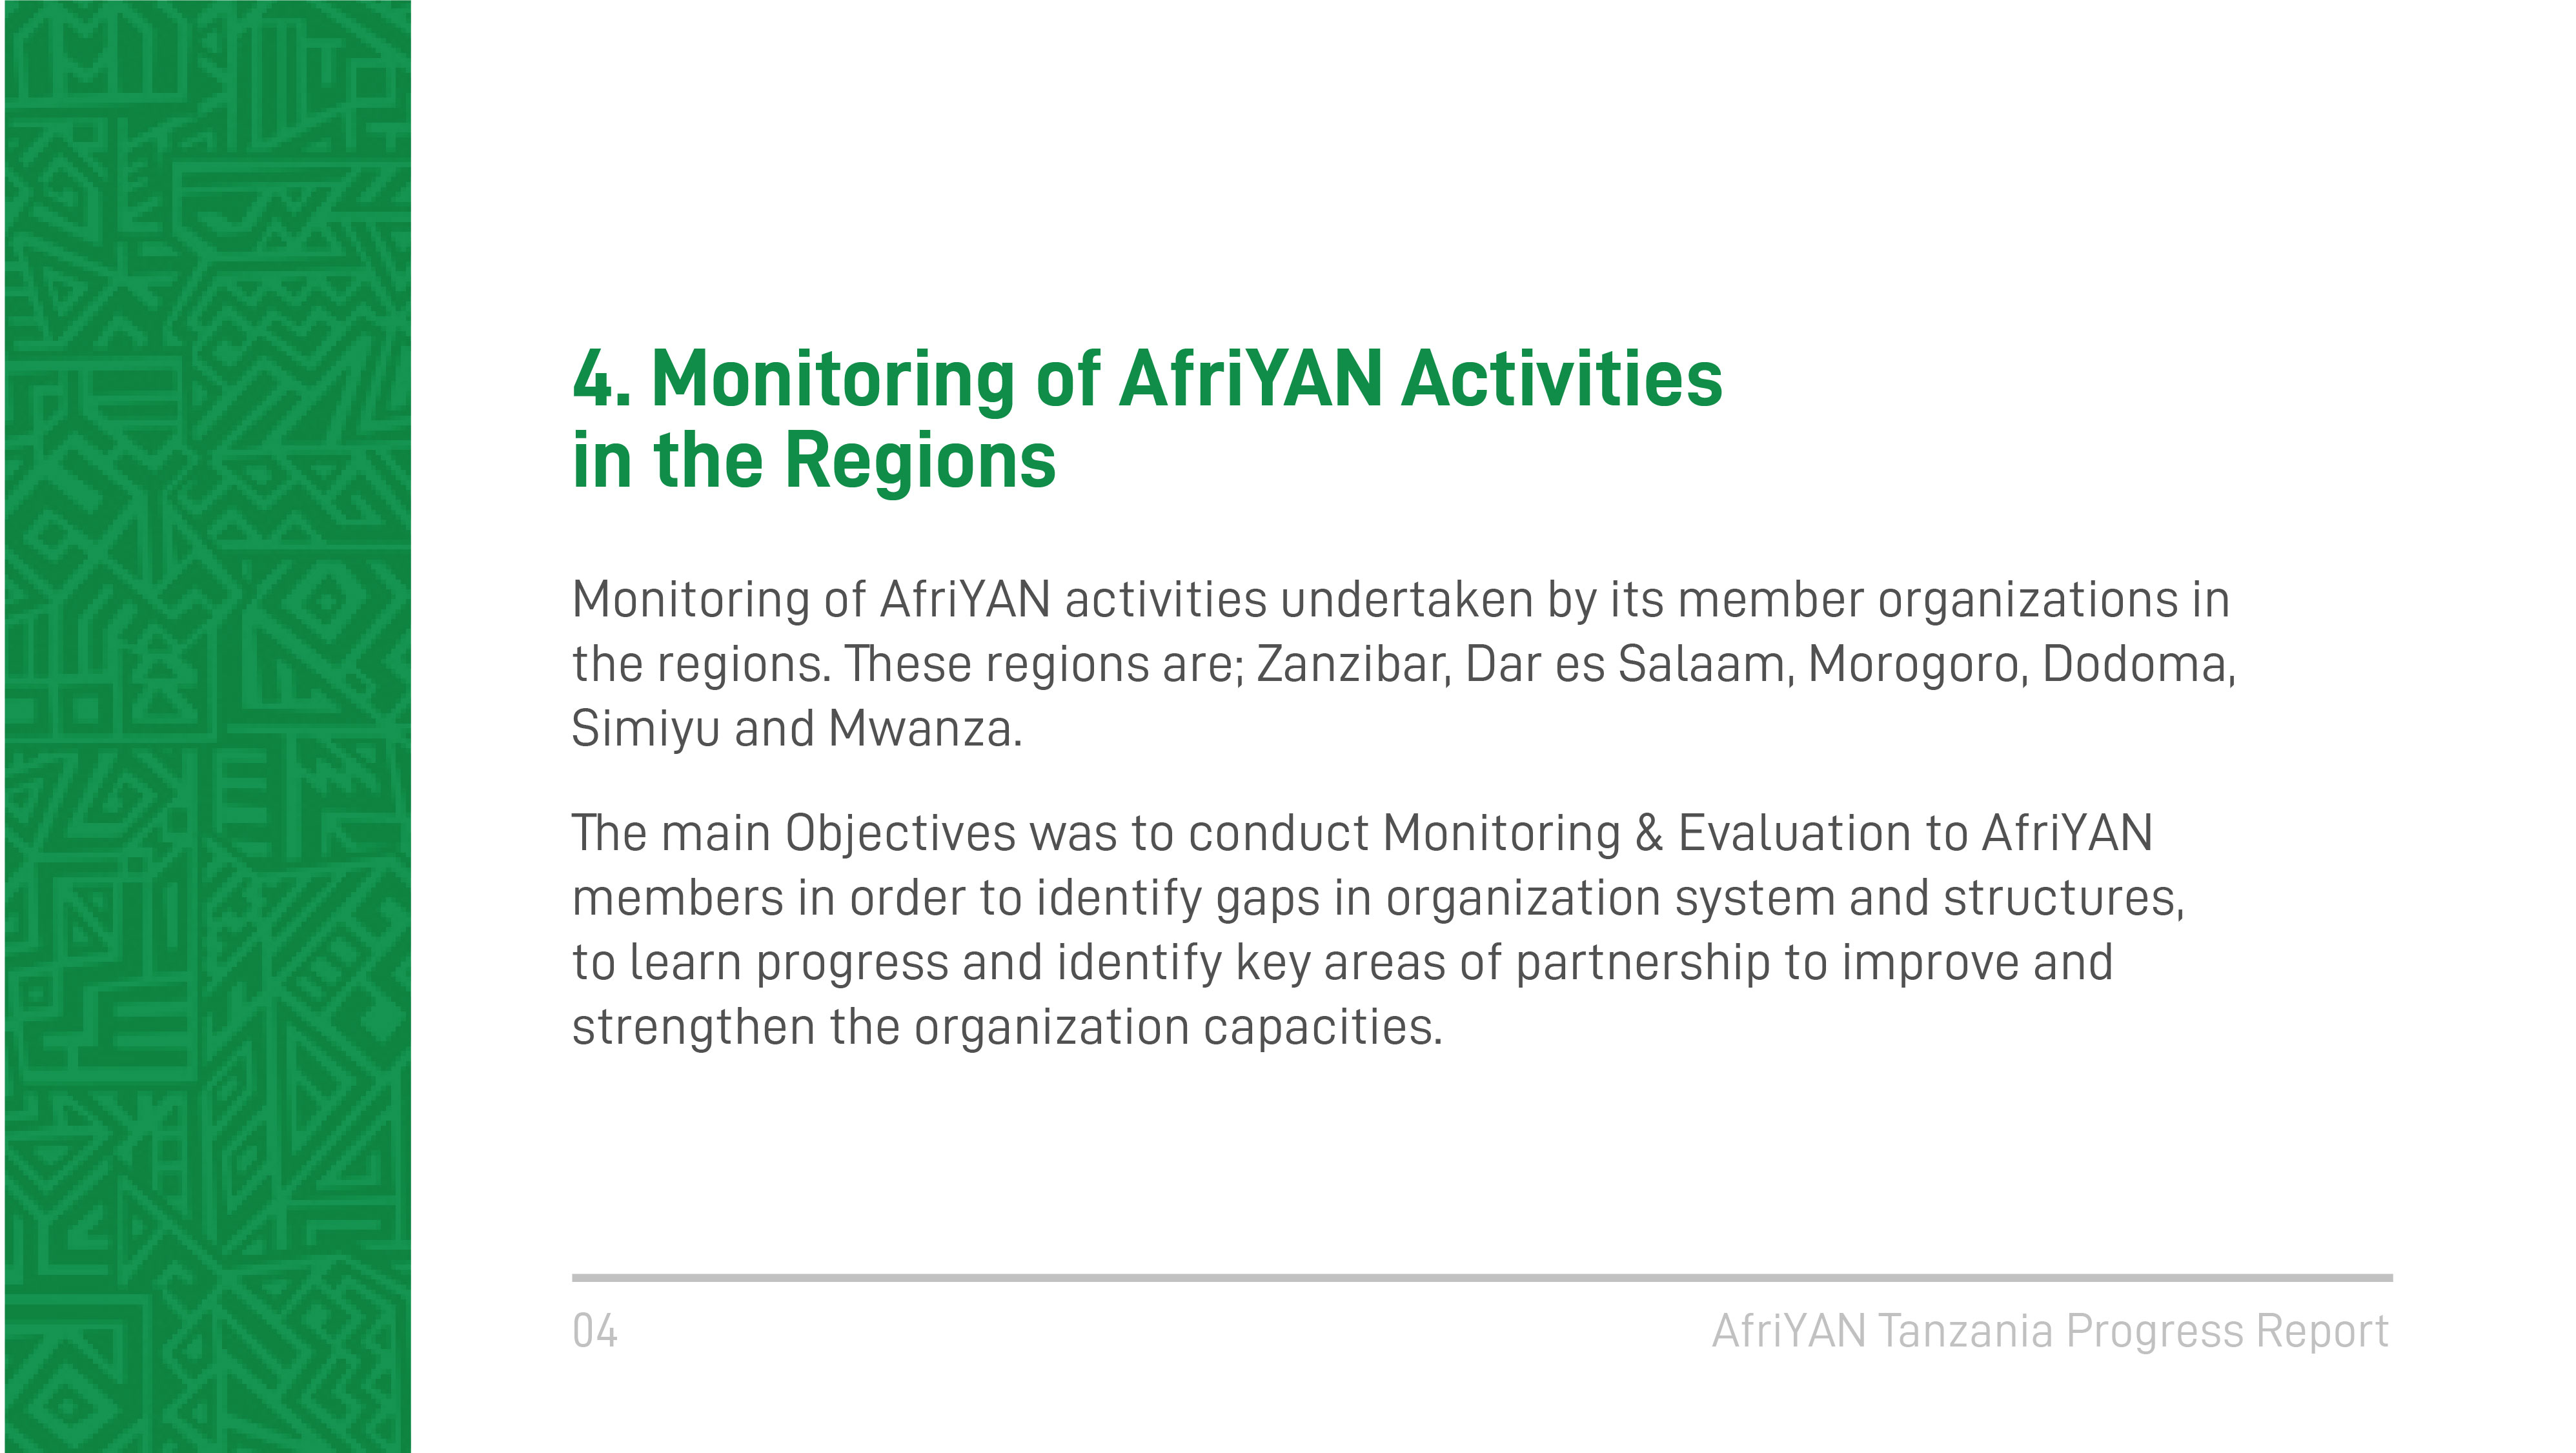 4. Monitoring of AfriYAN Activities
in the Regions
Monitoring of AfriYAN activities undertaken by its member organizations in
the regions. These regions are; Zanzibar, Dar es Salaam, Morogoro, Dodoma,
Simiyu and Mwanza.
The main Objectives was to conduct Monitoring & Evaluation to AfriYAN
members in order to identify gaps in organization system and structures,
to learn progress and identify key areas of partnership to improve and
strengthen the organization capacities.
04
AfriYAN Tanzania Progress Report